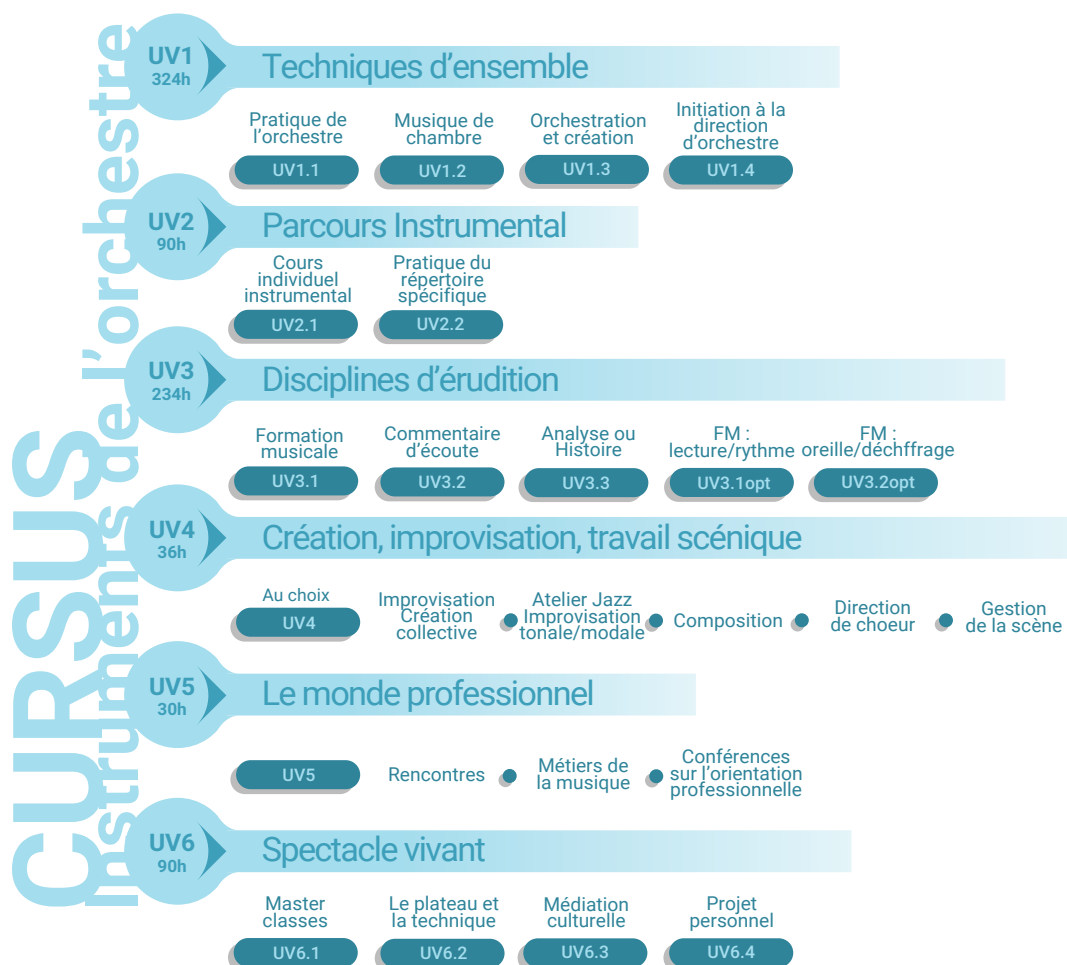 CURSUS
Instruments de l'orchestre
UV1
324h
Techniques d'ensemble
Pratique de
l'orchestre
UV1.1
Musique de
chambre
UV1.2
Orchestration
et création
UV1.3
Initiation à la
direction
d'orchestre
UV1.4
UV2
90h
Parcours Instrumental
Cours
individuel
instrumental
UV2.1
Pratique du
répertoire
spécifique
UV2.2
UV3
234h
Disciplines d'érudition
Formation
musicale
UV3.1
Commentaire
d'écoute
UV3.2
Analyse ou
Histoire
UV3.3
FM :
lecture/rythme
UV3.1opt
FM :
oreille/déchffrage
UV3.2opt
UV4
36h
Création, improvisation, travail scénique
Au choix
UV4
Improvisation
Création
collective
Atelier Jazz
Improvisation
tonale/modale
Composition
Direction
de choeur
Gestion
de la scène
UV5
30h
Le monde professionnel
UV5
Rencontres
Métiers de
la musique
Conférences
sur l'orientation
professionnelle
UV6
90h
Spectacle vivant
Master
classes
UV6.1
Le plateau et
la technique
UV6.2
Médiation
culturelle
UV6.3
Projet
personnel
UV6.4